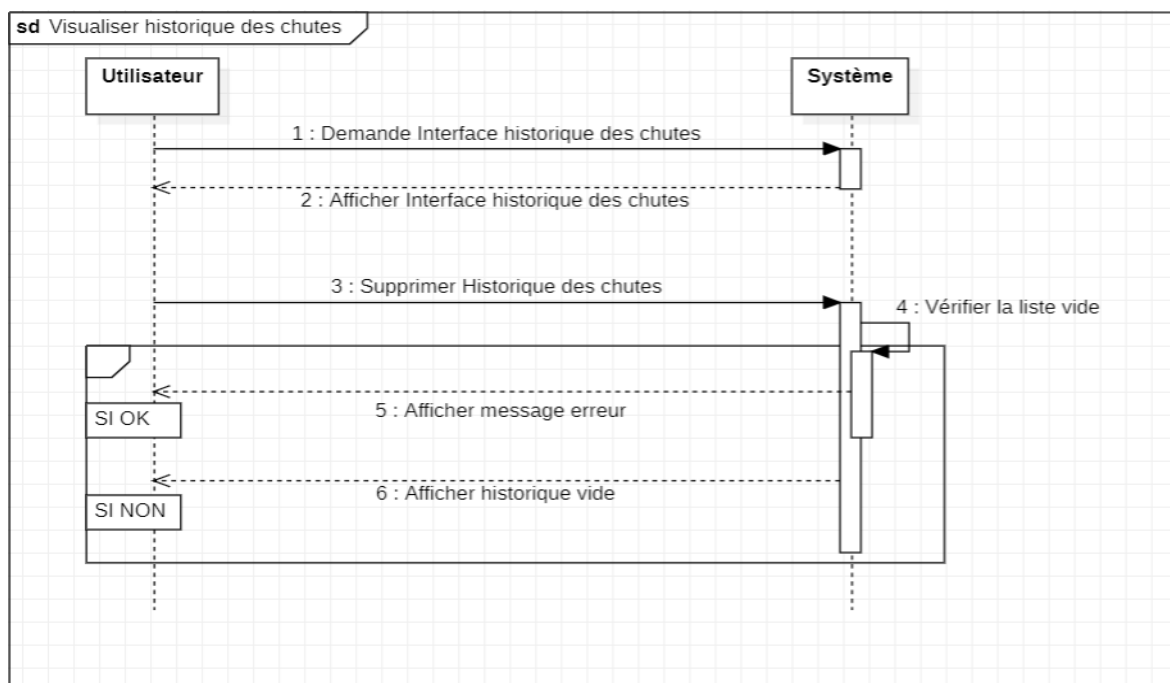 sd Visualiser historique des chutes
Utilisateur
Système
1 : Demande Interface historique des chutes
2 : Afficher Interface historique des chutes
3 : Supprimer Historique des chutes
4 : Vérifier la liste vide
5 : Afficher message erreur
SI OK
6 : Afficher historique vide
SI NON